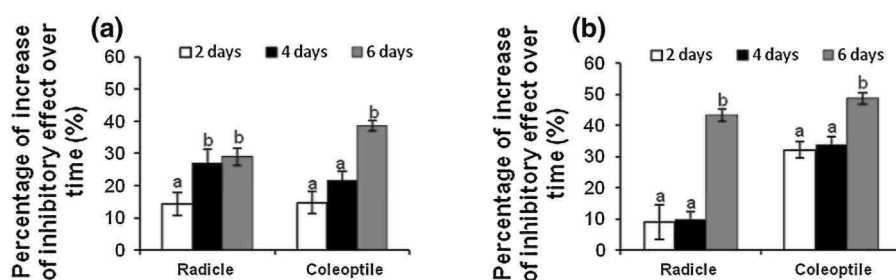 (a)
Percentage of increase
of inhibitory effect over
time (%)
60
50
40
30
20
10
0
2 days 4 days 6 days
a b b
a a b
Radicle Coleoptile
(b)
Percentage of increase
of inhibitory effect over
time (%)
60
50
40
30
20
10
0
2 days 4 days 6 days
a a b
a a b
Radicle Coleoptile